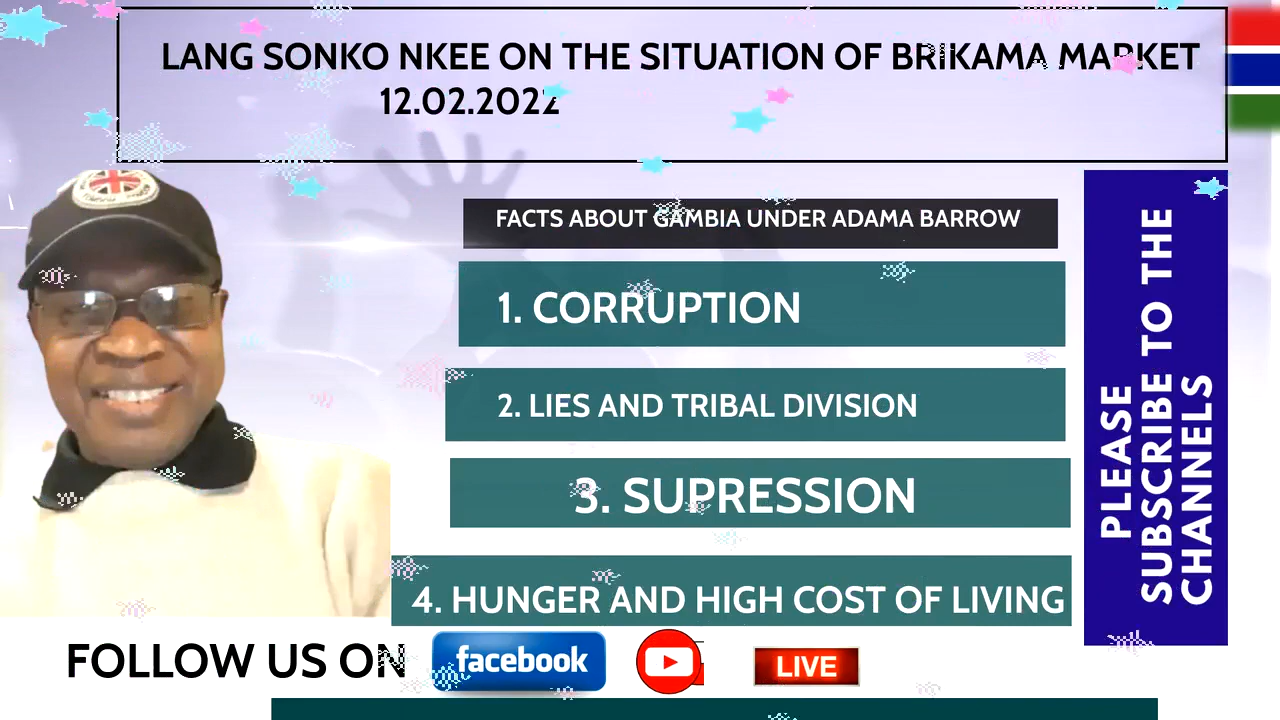 LANG SONKO NKEE ON THE SITUATION OF BRIKAMA MARKET
12.02.2022
FACTS ABOUT GAMBIA UNDER ADAMA BARROW
1. CORRUPTION
2. LIES AND TRIBAL DIVISION
3. SUPRESSION
4. HUNGER AND HIGH COST OF LIVING
PLEASE
SUBSCRIBE TO THE
CHANNELS
FOLLOW US ON
facebook
LIVE